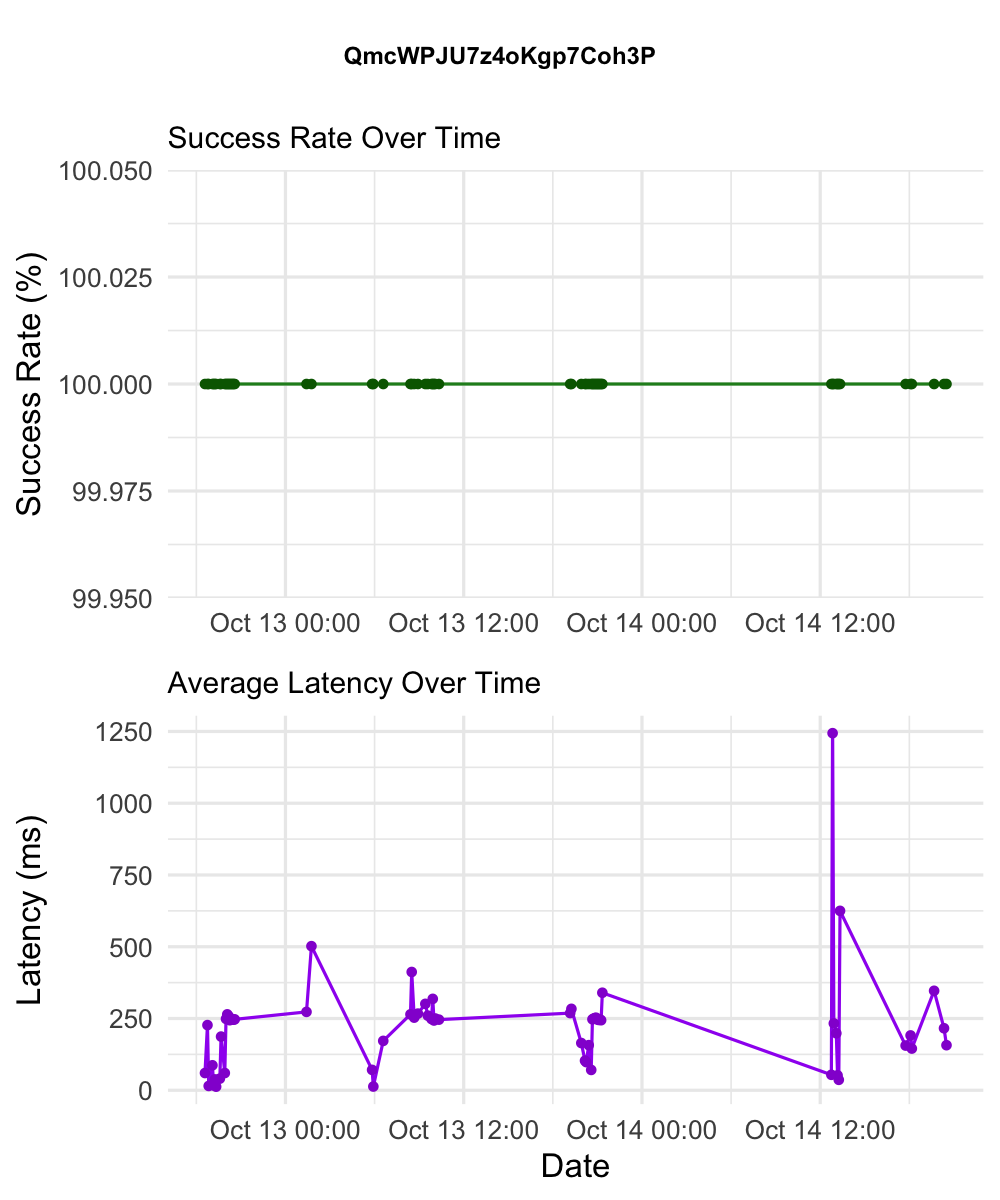 QmcWPJU7z4oKgp7Coh3P
Success Rate Over Time
Success Rate (%)
100.050
100.025
100.000
99.975
99.950
Oct 13 00:00 Oct 13 12:00 Oct 14 00:00 Oct 14 12:00
Average Latency Over Time
Latency (ms)
1250
1000
750
500
250
0
Oct 13 00:00 Oct 13 12:00 Oct 14 00:00 Oct 14 12:00
Date